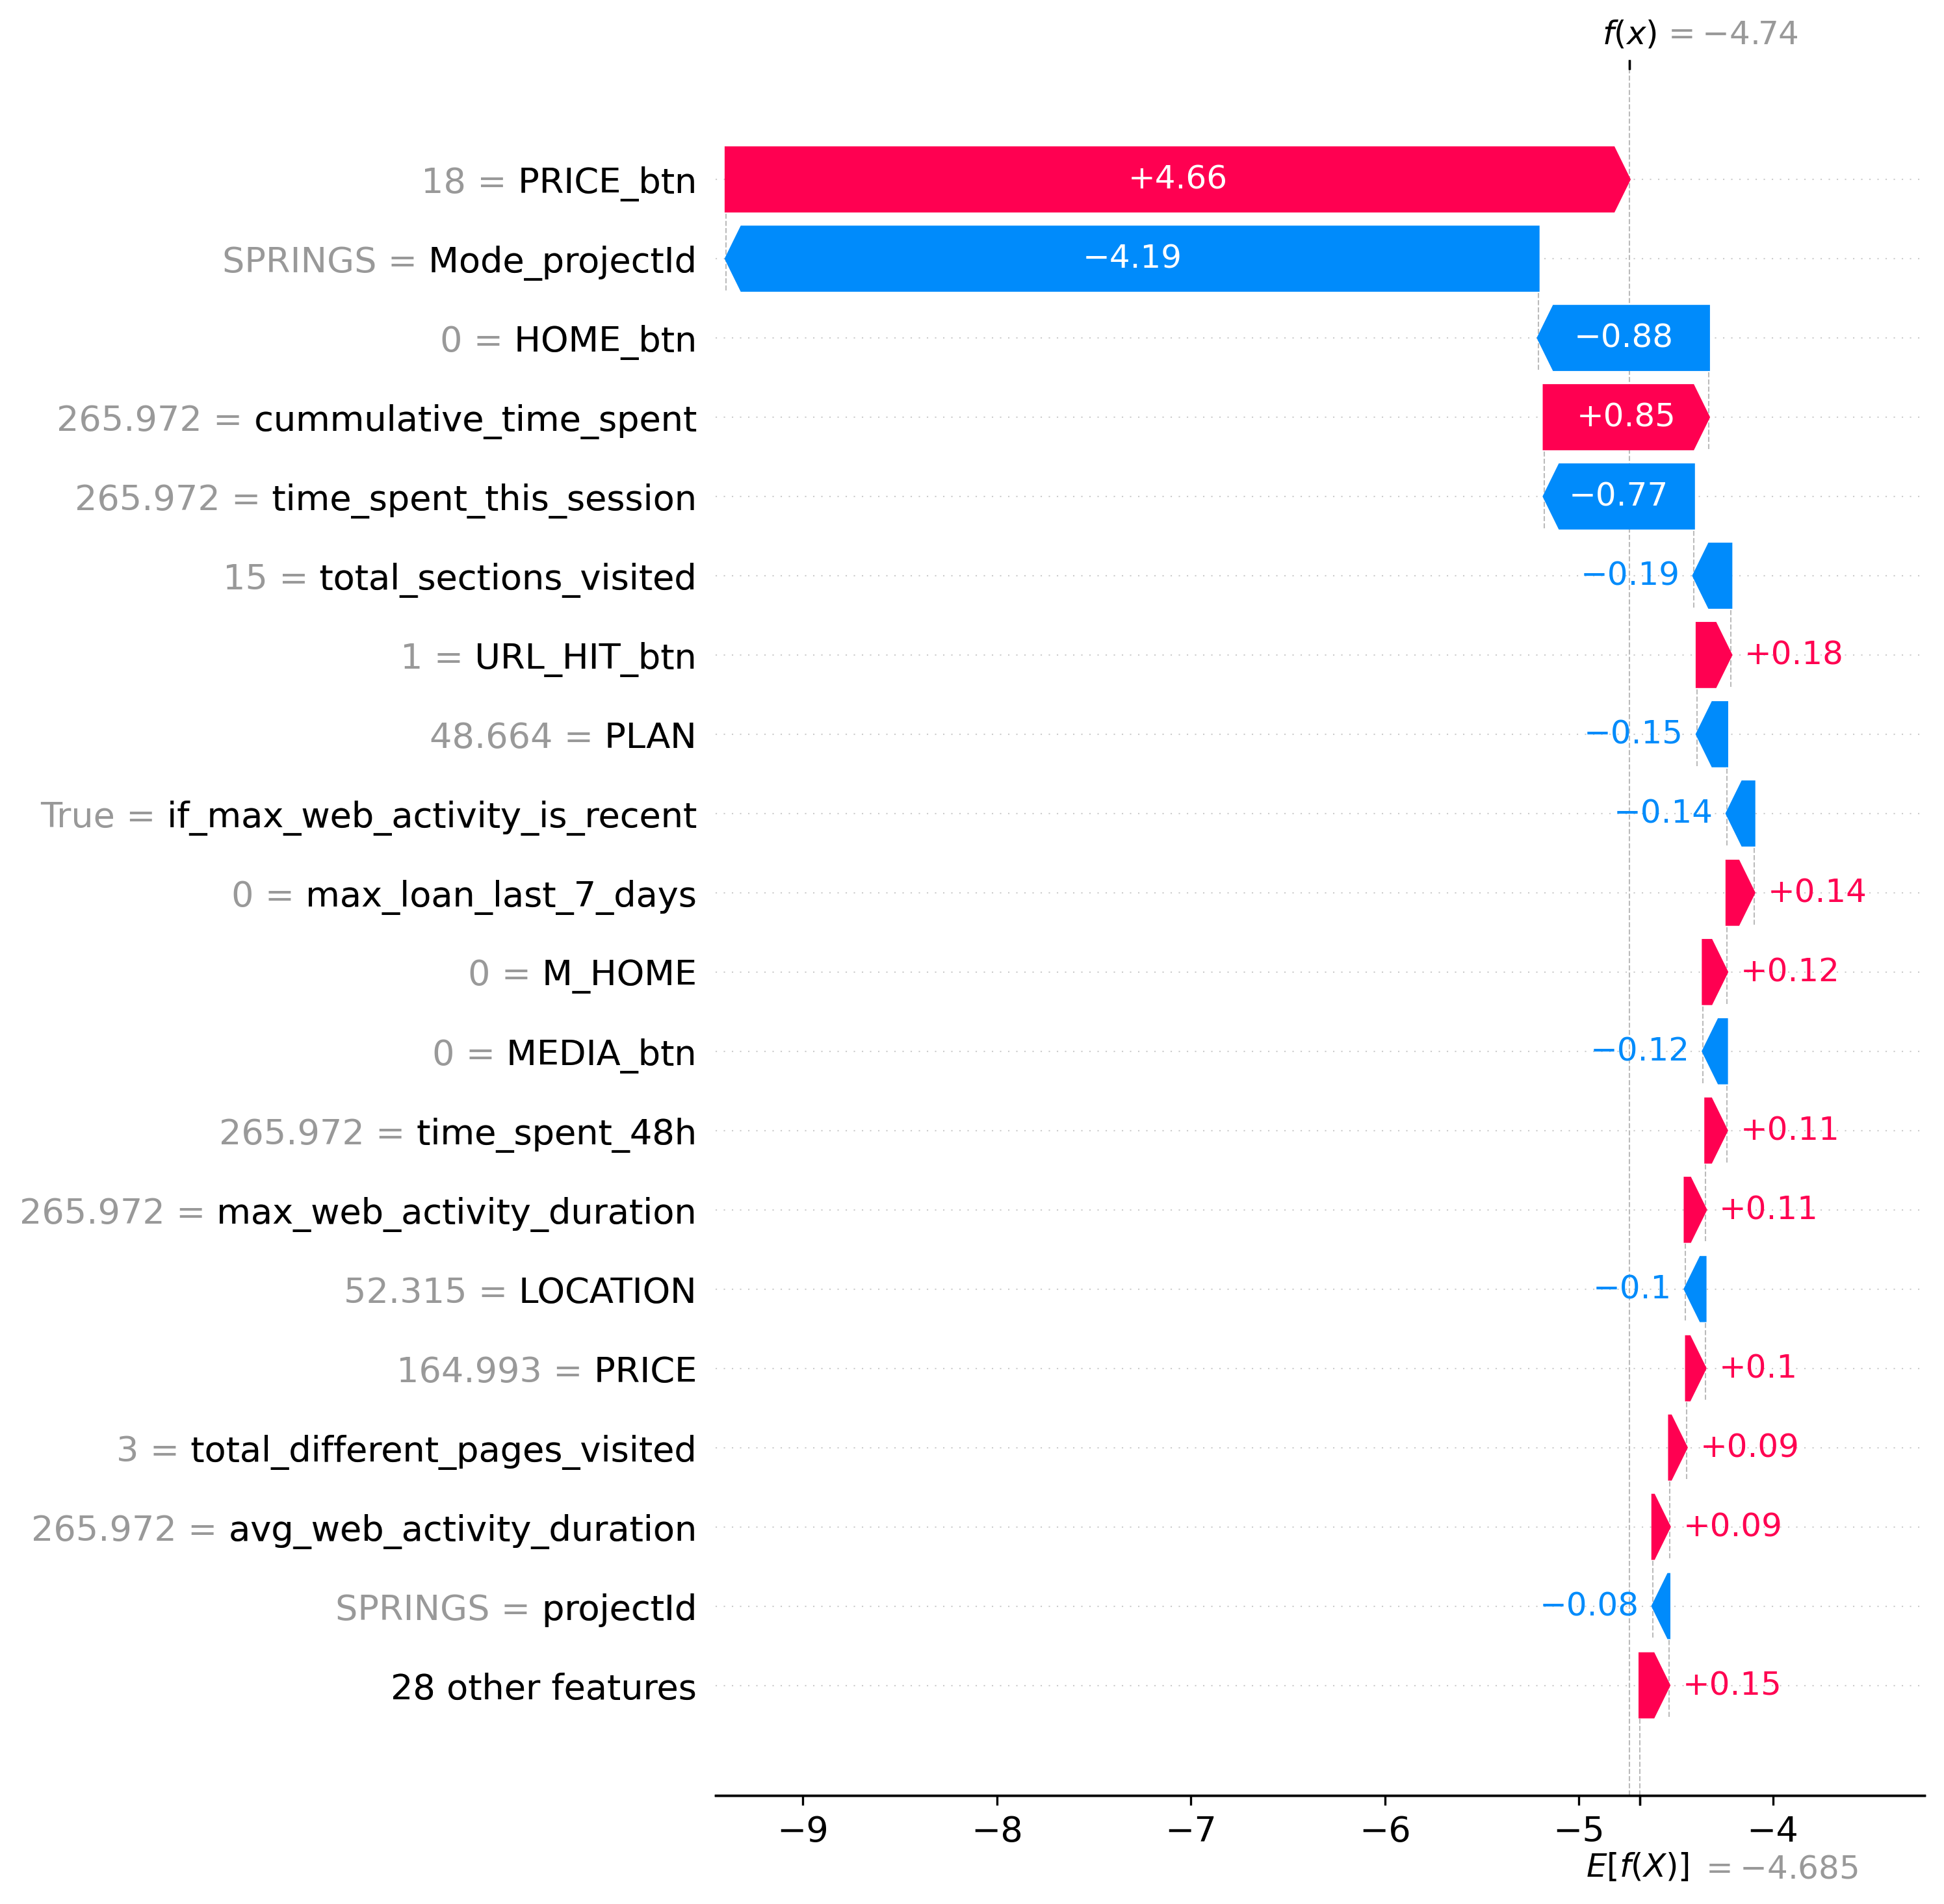 f(x) = −4.74
18 = PRICE_btn +4.66
SPRINGS = Mode_projectId −4.19
0 = HOME_btn −0.88
265.972 = cummulative_time_spent +0.85
265.972 = time_spent_this_session −0.77
15 = total_sections_visited −0.19
1 = URL_HIT_btn +0.18
48.664 = PLAN −0.15
True = if_max_web_activity_is_recent −0.14
0 = max_loan_last_7_days +0.14
0 = M_HOME +0.12
0 = MEDIA_btn −0.12
265.972 = time_spent_48h +0.11
265.972 = max_web_activity_duration +0.11
52.315 = LOCATION −0.1
164.993 = PRICE +0.1
3 = total_different_pages_visited +0.09
265.972 = avg_web_activity_duration +0.09
SPRINGS = projectId −0.08
28 other features +0.15
−9 −8 −7 −6 −5 −4
E[f(X)] = −4.685